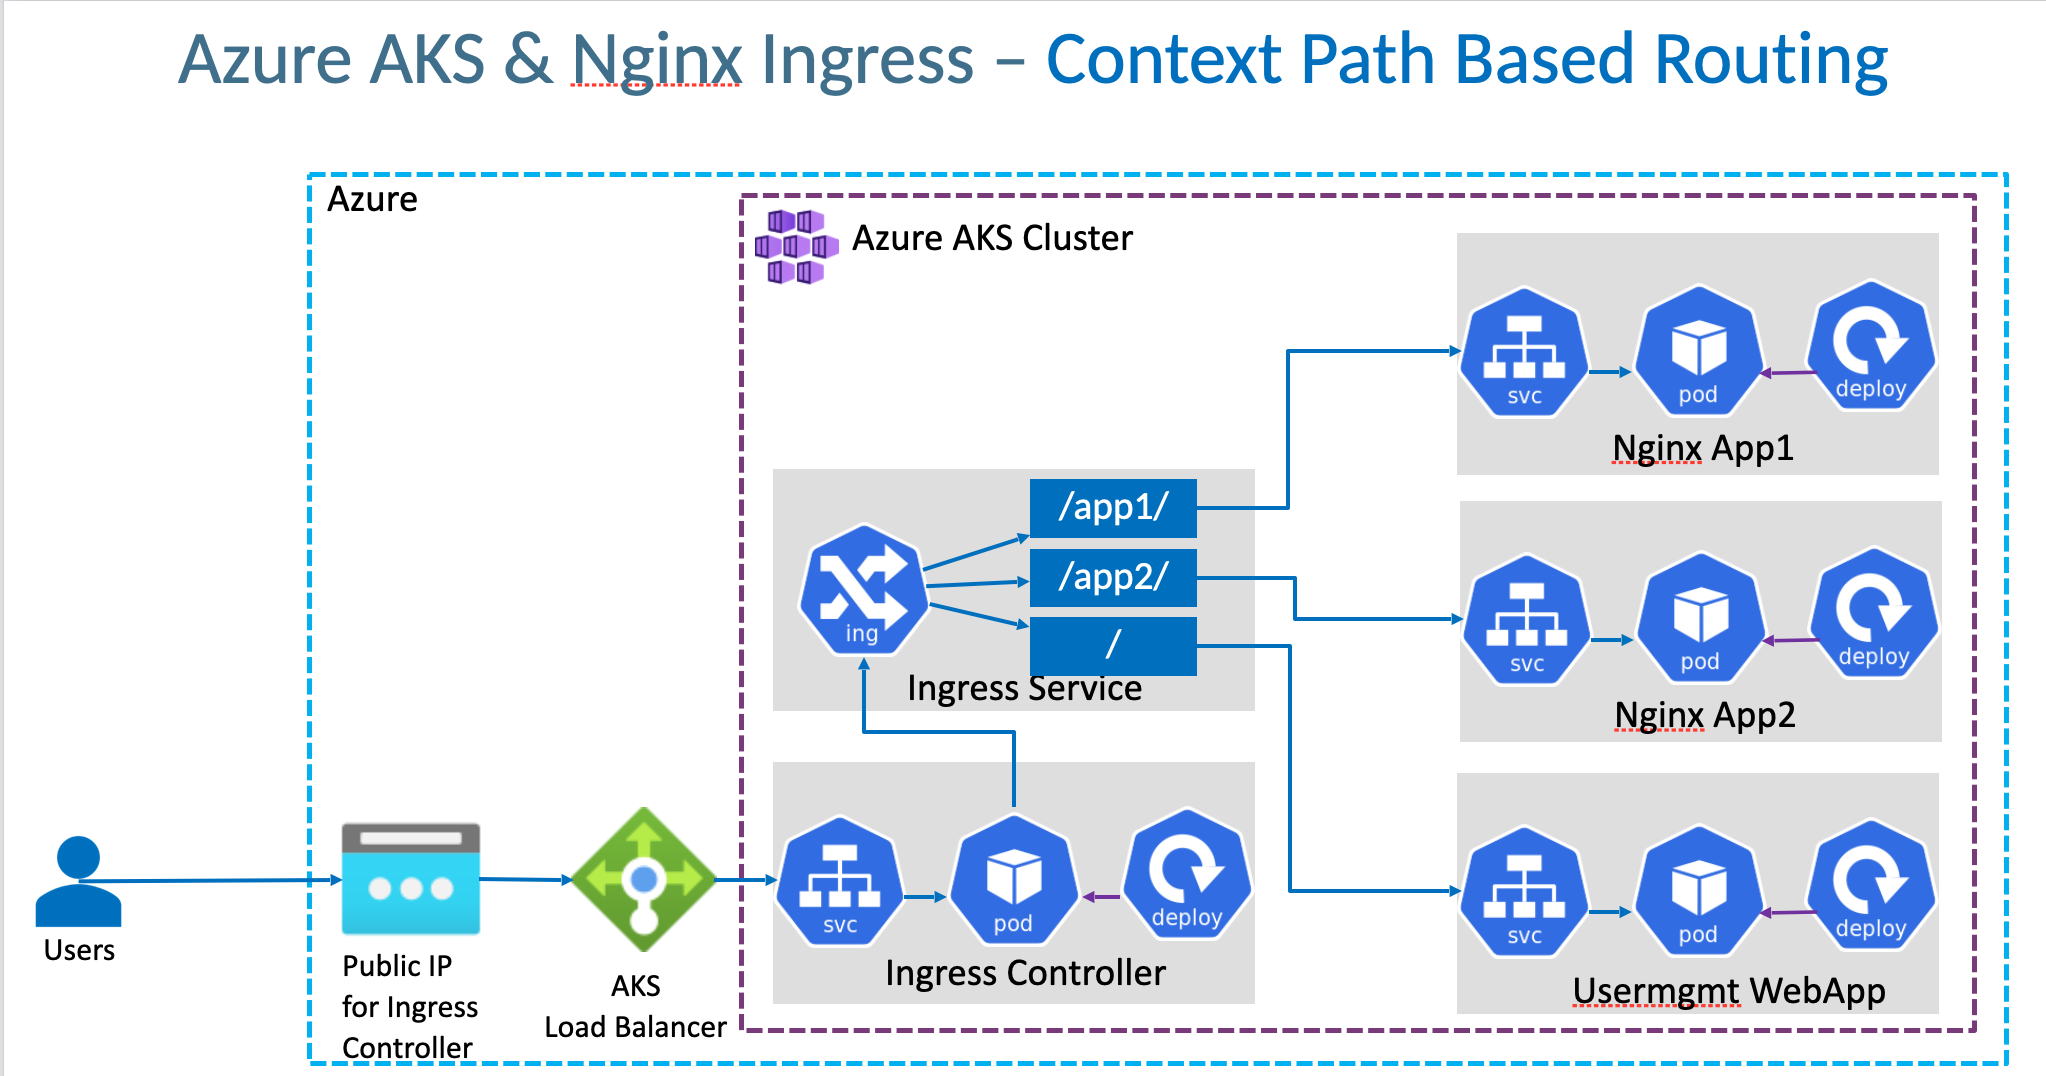 Azure AKS & Nginx Ingress – Context Path Based Routing
Azure
Azure AKS Cluster
svc
pod
deploy
Nginx App1
/app1/
/app2/
/
ing
Ingress Service
svc
pod
deploy
Nginx App2
svc
pod
deploy
Ingress Controller
svc
pod
deploy
Usermgmt WebApp
Users
Public IP
for Ingress
Controller
AKS
Load Balancer